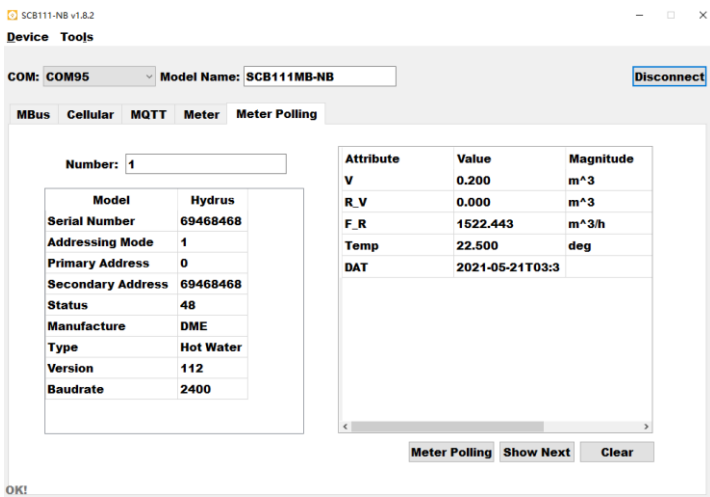 SCB111-NB v1.8.2
Device Tools
COM: COM95 Model Name: SCB111MB-NB Disconnect
MBus Cellular MQTT Meter Meter Polling
Number: 1
Model Hydrus
Serial Number 69468468
Addressing Mode 1
Primary Address 0
Secondary Address 69468468
Status 48
Manufacture DME
Type Hot Water
Version 112
Baudrate 2400
Attribute Value Magnitude
V 0.200 m^3
R_V 0.000 m^3
F_R 1522.443 m^3/h
Temp 22.500 deg
DAT 2021-05-21T03:3
Meter Polling Show Next Clear
OK!